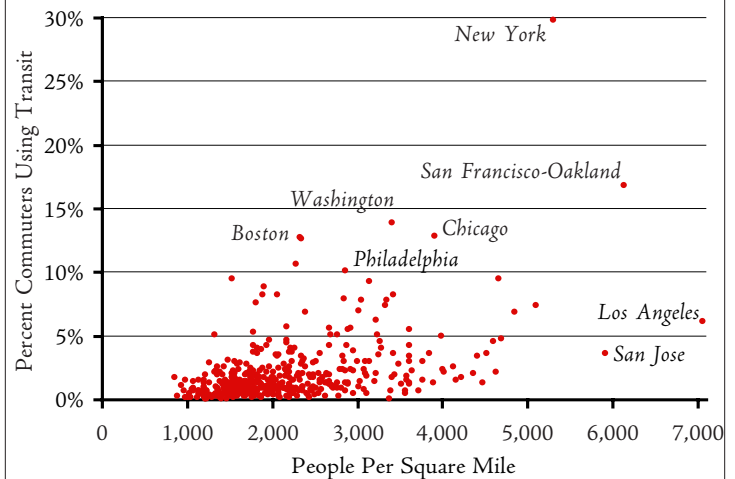 30%
New York
25%
20%
San Francisco-Oakland
Washington
15%
Boston
Chicago
Philadelphia
10%
Los Angeles
5%
San Jose
0%
Percent Commuters Using Transit
0 1,000 2,000 3,000 4,000 5,000 6,000 7,000
People Per Square Mile